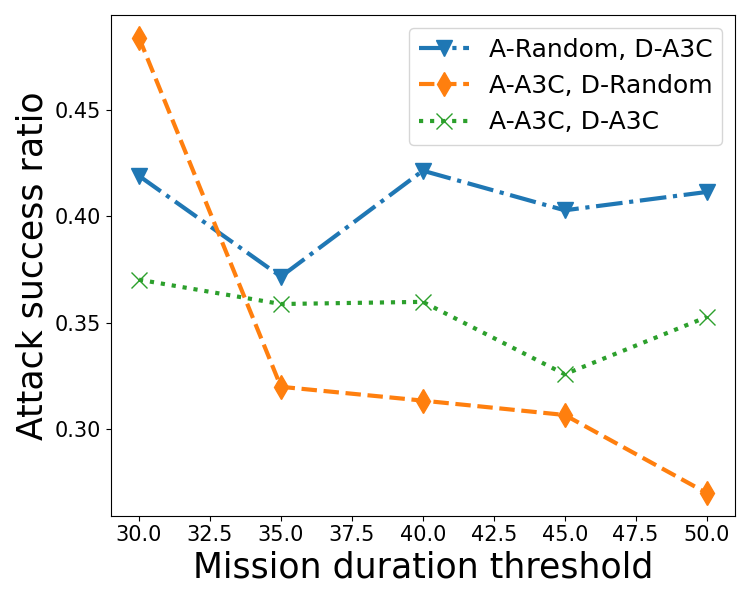 A-Random, D-A3C
A-A3C, D-Random
A-A3C, D-A3C
Attack success ratio
0.45
0.40
0.35
0.30
30.0 32.5 35.0 37.5 40.0 42.5 45.0 47.5 50.0
Mission duration threshold